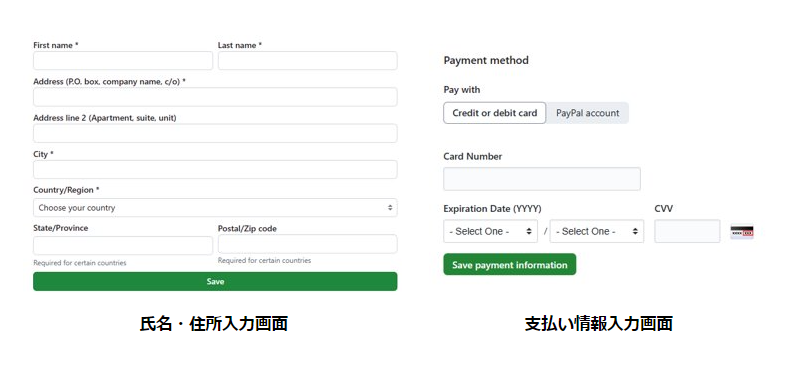 First name *
Last name *
Address (P.O. box, company name, c/o) *
Address line 2 (Apartment, suite, unit)
City *
Country/Region *
Choose your country
State/Province
Postal/Zip code
Required for certain countries
Required for certain countries
Save
氏名・住所入力画面
Payment method
Pay with
Credit or debit card
PayPal account
Card Number
Expiration Date (YYYY)
CVV
- Select One -
/
- Select One -
Save payment information
支払い情報入力画面